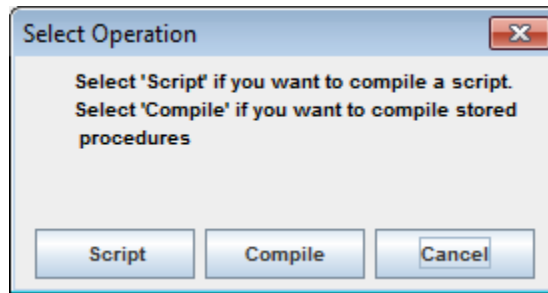 Select Operation
Select 'Script' if you want to compile a script.
Select 'Compile' if you want to compile stored
procedures
Script Compile Cancel